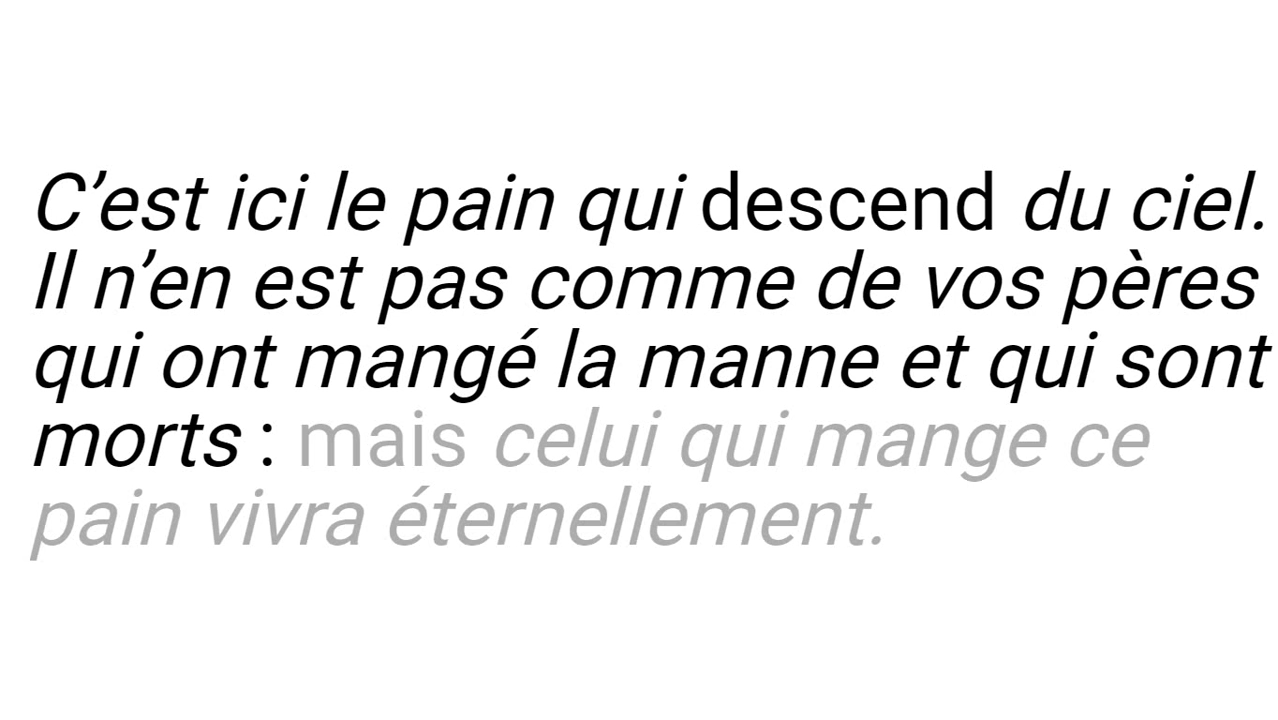 C’est ici le pain qui descend du ciel.
Il n’en est pas comme de vos pères
qui ont mangé la manne et qui sont
morts : mais celui qui mange ce
pain vivra éternellement.